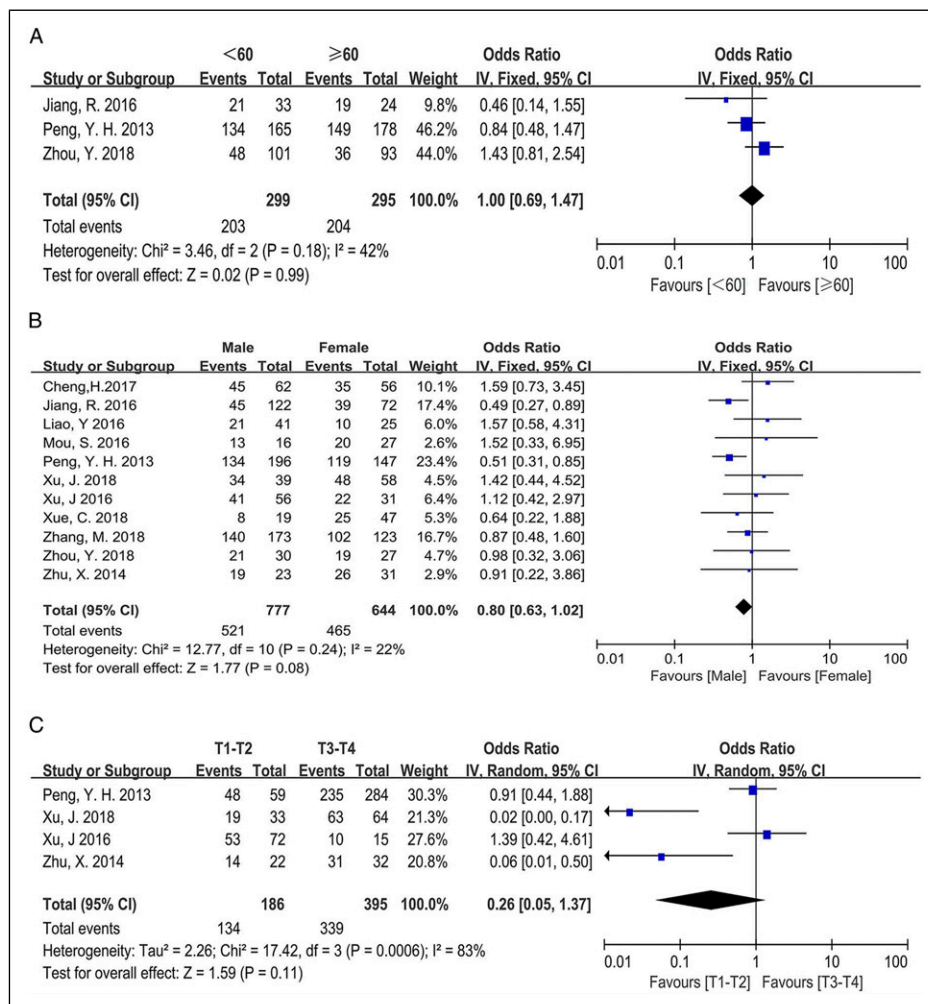 A
<60 ≥60 Odds Ratio Odds Ratio
Study or Subgroup Events Total Events Total Weight IV, Fixed, 95% CI IV, Fixed, 95% CI
Jiang, R. 2016 21 33 19 24 9.8% 0.46 [0.14, 1.55]
Peng, Y. H. 2013 134 165 149 178 46.2% 0.84 [0.48, 1.47]
Zhou, Y. 2018 48 101 36 93 44.0% 1.43 [0.81, 2.54]
Total (95% CI) 299 295 100.0% 1.00 [0.69, 1.47]
Total events 203 204
Heterogeneity: Chi² = 3.46, df = 2 (P = 0.18); I² = 42%
Test for overall effect: Z = 0.02 (P = 0.99)
0.01 0.1 1 10 100
Favours [<60] Favours [≥60]
B
Male Female Odds Ratio Odds Ratio
Study or Subgroup Events Total Events Total Weight IV, Fixed, 95% CI IV, Fixed, 95% CI
Cheng,H.2017 45 62 35 56 10.1% 1.59 [0.73, 3.45]
Jiang, R. 2016 45 122 39 72 17.4% 0.49 [0.27, 0.89]
Liao, Y 2016 21 41 10 25 6.0% 1.57 [0.58, 4.31]
Mou, S. 2016 13 16 20 27 2.6% 1.52 [0.33, 6.95]
Peng, Y. H. 2013 134 196 119 147 23.4% 0.51 [0.31, 0.85]
Xu, J. 2018 34 39 48 58 4.5% 1.42 [0.44, 4.52]
Xu, J 2016 41 56 22 31 6.4% 1.12 [0.42, 2.97]
Xue, C. 2018 8 19 25 47 5.3% 0.64 [0.22, 1.88]
Zhang, M. 2018 140 173 102 123 16.7% 0.87 [0.48, 1.60]
Zhou, Y. 2018 21 30 19 27 4.7% 0.98 [0.32, 3.06]
Zhu, X. 2014 19 23 26 31 2.9% 0.91 [0.22, 3.86]
Total (95% CI) 777 644 100.0% 0.80 [0.63, 1.02]
Total events 521 465
Heterogeneity: Chi² = 12.77, df = 10 (P = 0.24); I² = 22%
Test for overall effect: Z = 1.77 (P = 0.08)
0.01 0.1 1 10 100
Favours [Male] Favours [Female]
C
T1-T2 T3-T4 Odds Ratio Odds Ratio
Study or Subgroup Events Total Events Total Weight IV, Random, 95% CI IV, Random, 95% CI
Peng, Y. H. 2013 48 59 235 284 30.3% 0.91 [0.44, 1.88]
Xu, J. 2018 19 33 63 64 21.3% 0.02 [0.00, 0.17]
Xu, J 2016 53 72 10 15 27.6% 1.39 [0.42, 4.61]
Zhu, X. 2014 14 22 31 32 20.8% 0.06 [0.01, 0.50]
Total (95% CI) 186 395 100.0% 0.26 [0.05, 1.37]
Total events 134 339
Heterogeneity: Tau² = 2.26; Chi² = 17.42, df = 3 (P = 0.0006); I² = 83%
Test for overall effect: Z = 1.59 (P = 0.11)
0.01 0.1 1 10 100
Favours [T1-T2] Favours [T3-T4]